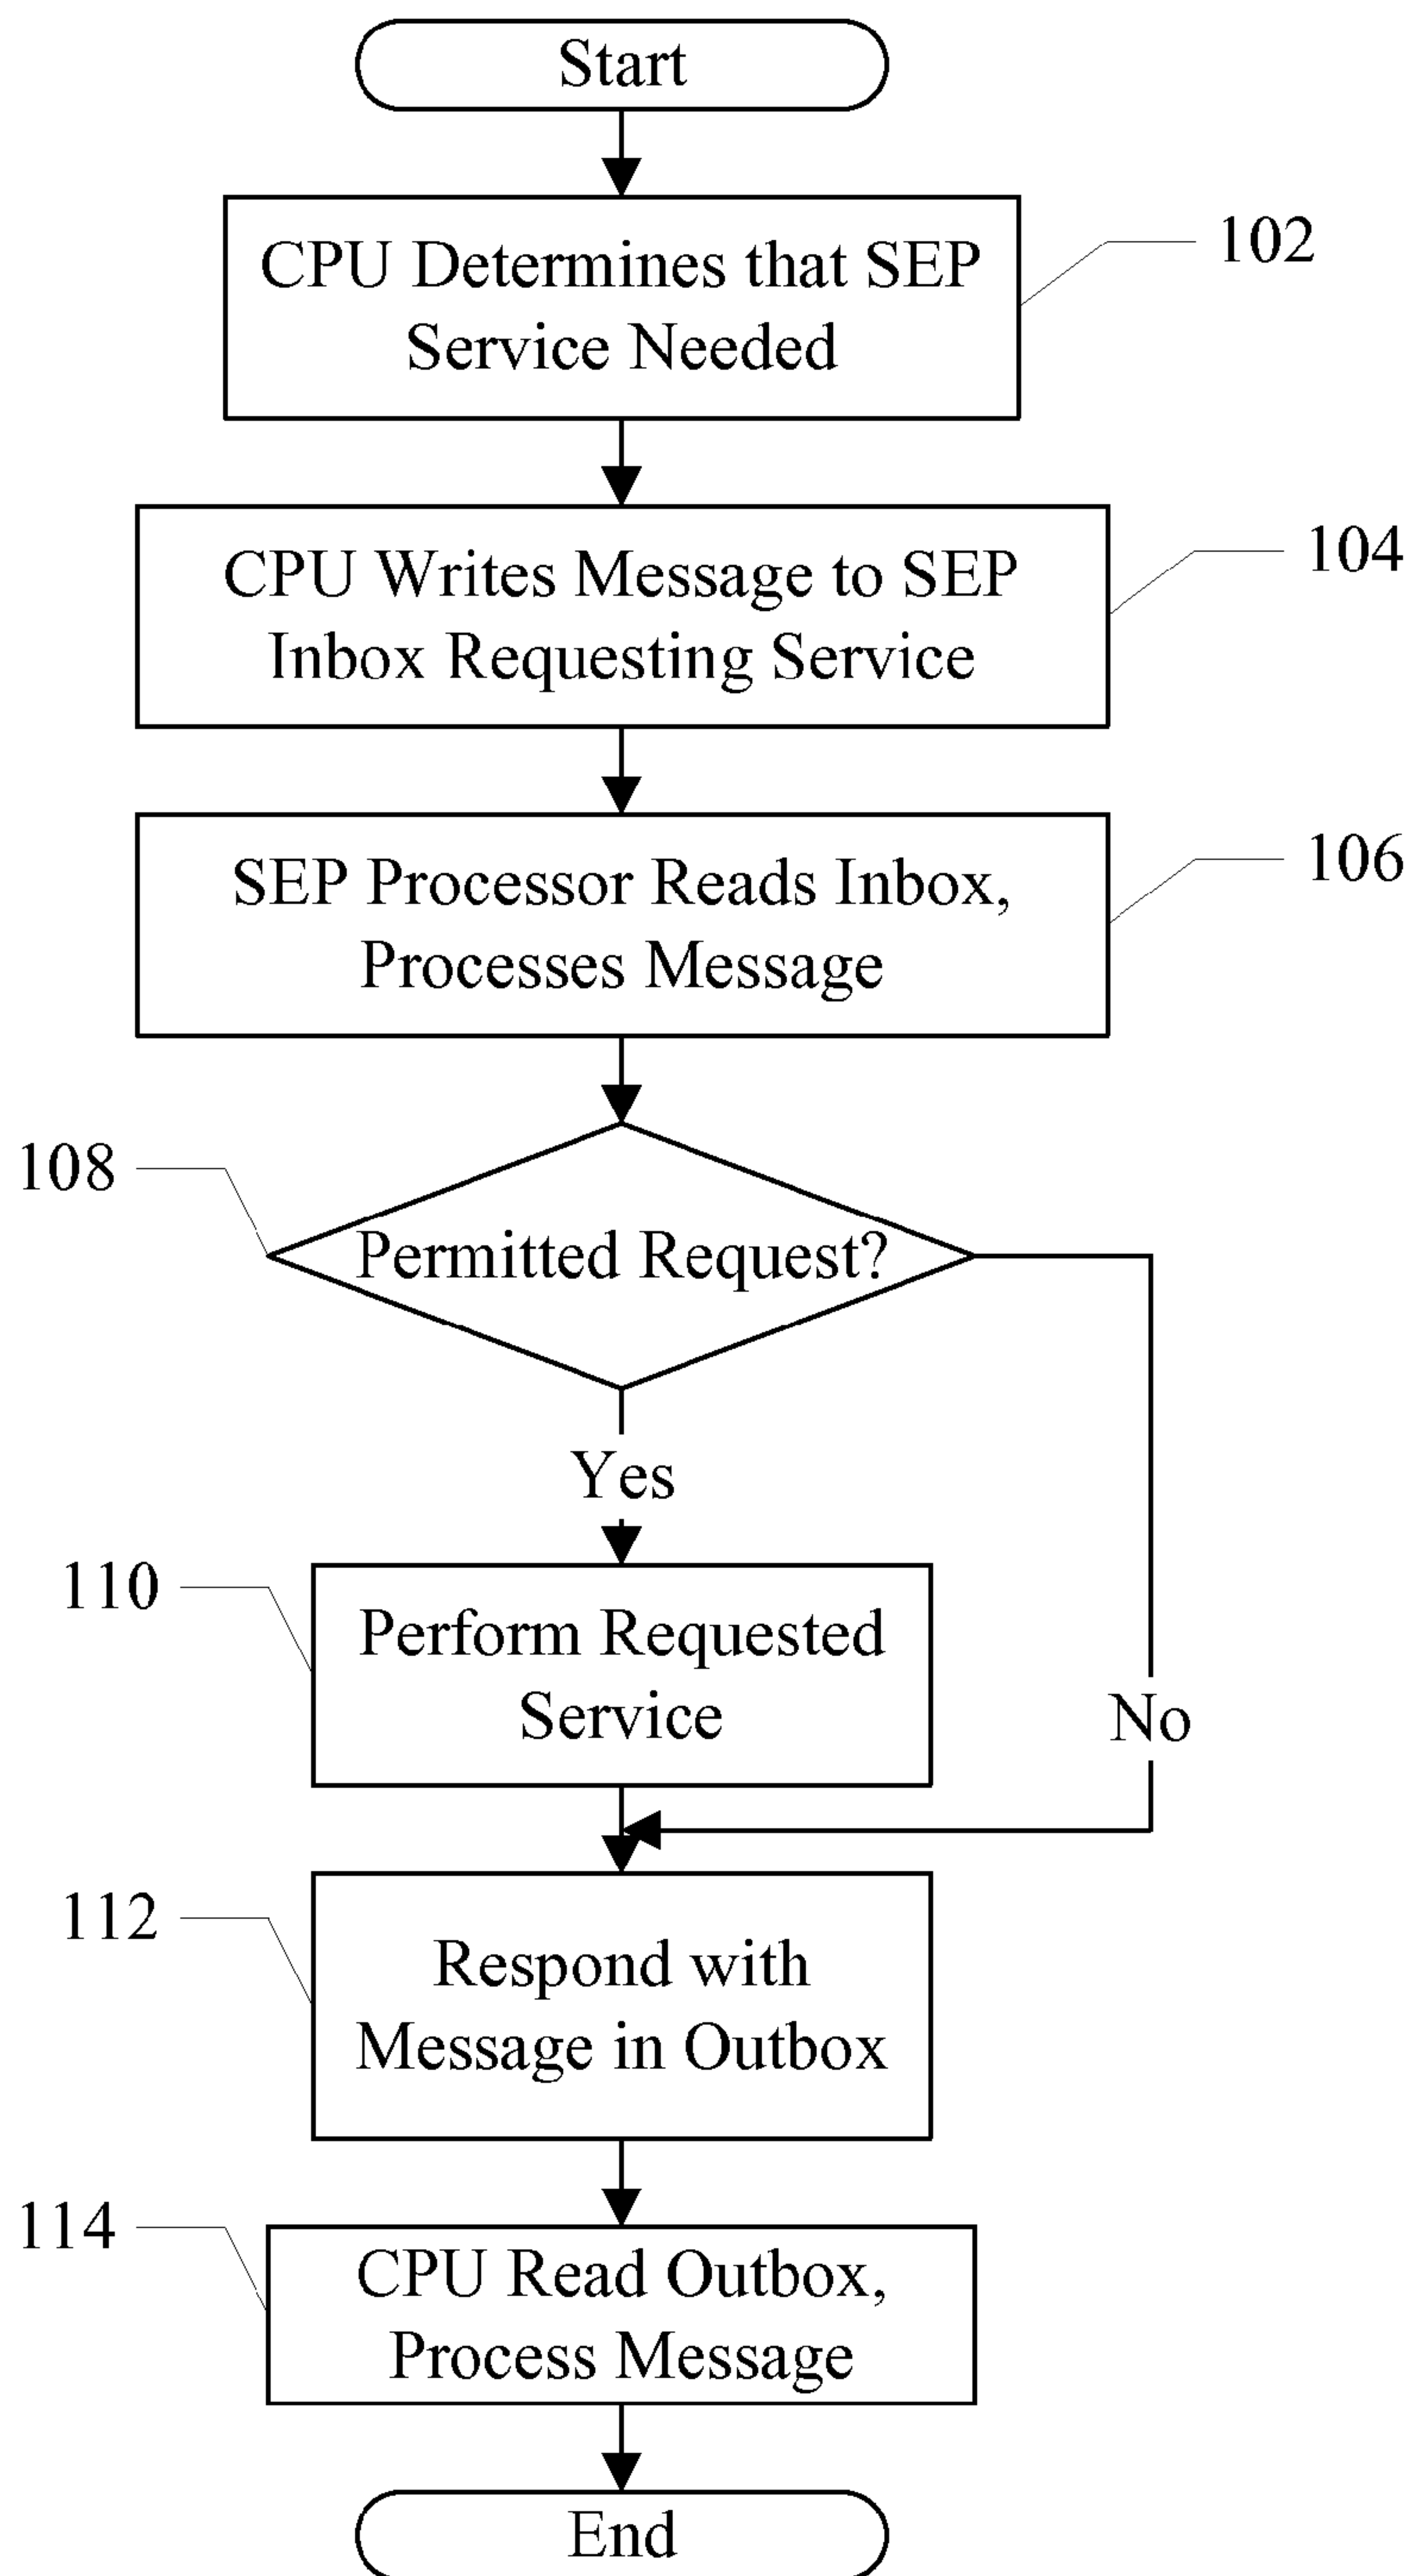 Start
CPU Determines that SEP
Service Needed
102
CPU Writes Message to SEP
Inbox Requesting Service
104
SEP Processor Reads Inbox,
Processes Message
106
108
Permitted Request?
Yes
110
Perform Requested
Service
No
112
Respond with
Message in Outbox
114
CPU Read Outbox,
Process Message
End